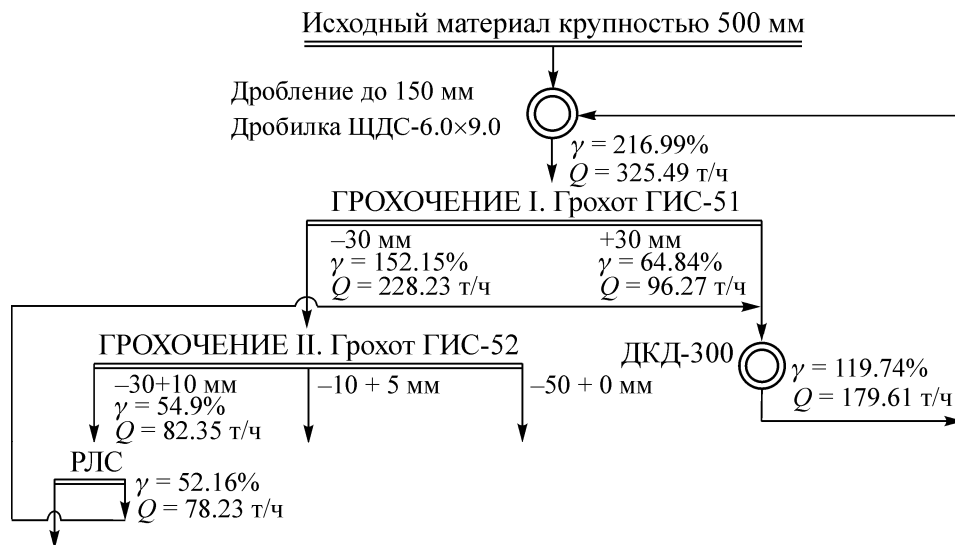 Исходный материал крупностью 500 мм
Дробление до 150 мм
Дробилка ЩДС-6.0×9.0
γ = 216.99%
Q = 325.49 т/ч
ГРОХОЧЕНИЕ I. Грохот ГИС-51
–30 мм
γ = 152.15%
Q = 228.23 т/ч
+30 мм
γ = 64.84%
Q = 96.27 т/ч
ГРОХОЧЕНИЕ II. Грохот ГИС-52
ДКД-300
γ = 119.74%
Q = 179.61 т/ч
–30+10 мм
γ = 54.9%
Q = 82.35 т/ч
–10 + 5 мм
–50 + 0 мм
РЛС
γ = 52.16%
Q = 78.23 т/ч